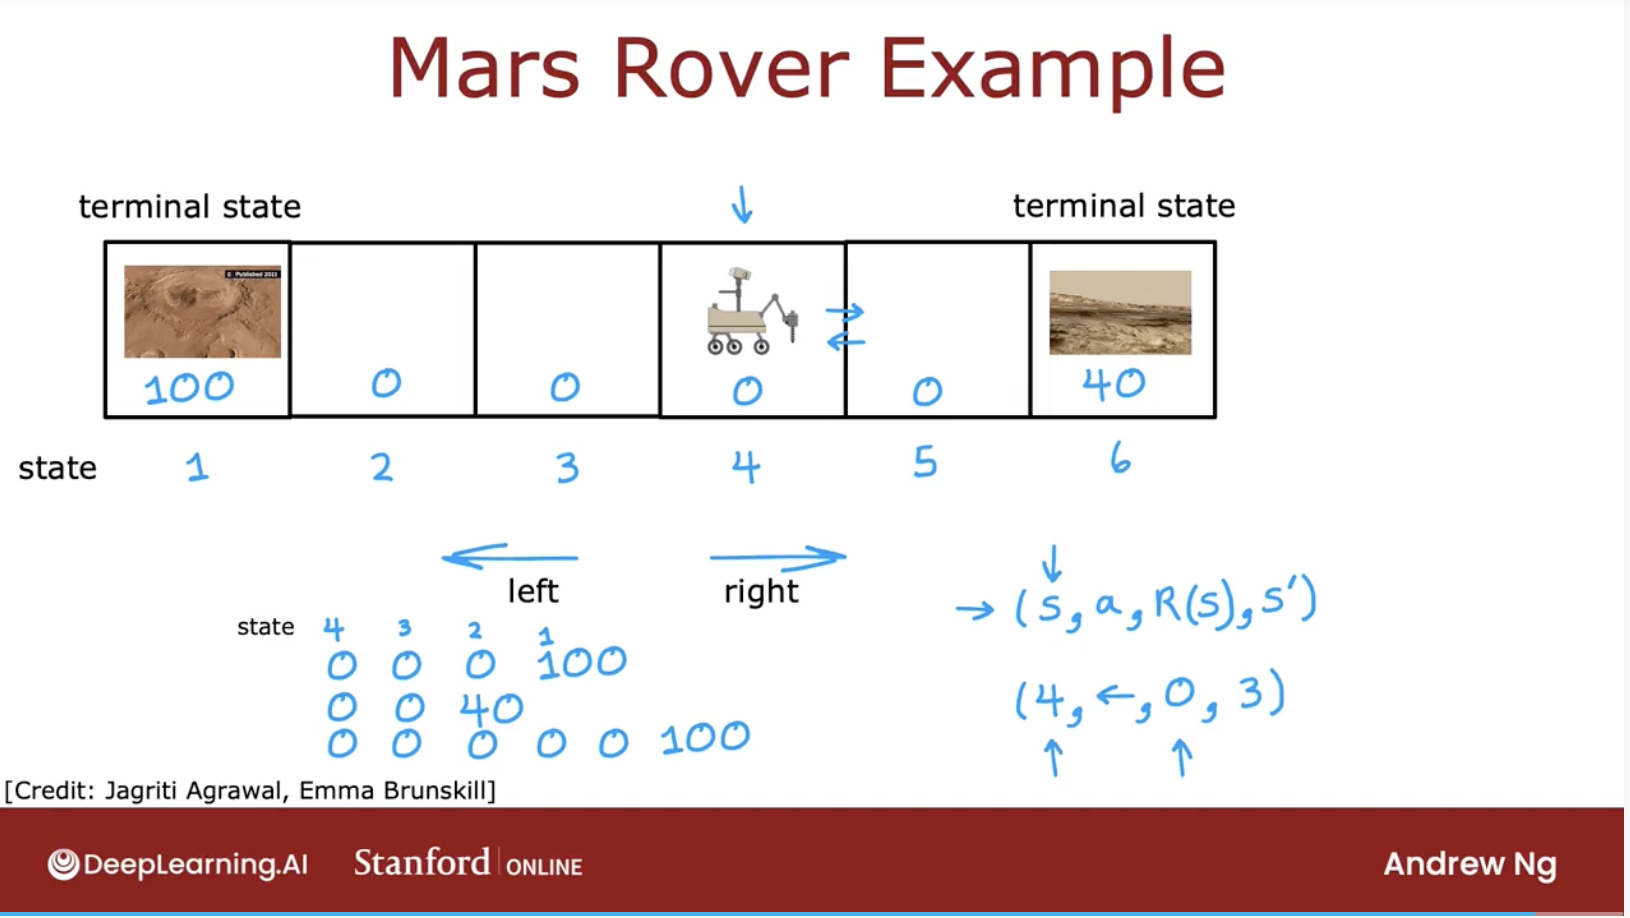 Mars Rover Example
terminal state ↓ terminal state
© Published 2011
→
←
100 0 0 0 0 40
state 1 2 3 4 5 6
← → ↓
left right
→ (s, a, R(s), s')
state 4 3 2 1
0 0 0 100
0 0 40
(4, ←, 0, 3)
0 0 0 0 0 100
↑ ↑
[Credit: Jagriti Agrawal, Emma Brunskill]
DeepLearning.AI Stanford | ONLINE Andrew Ng